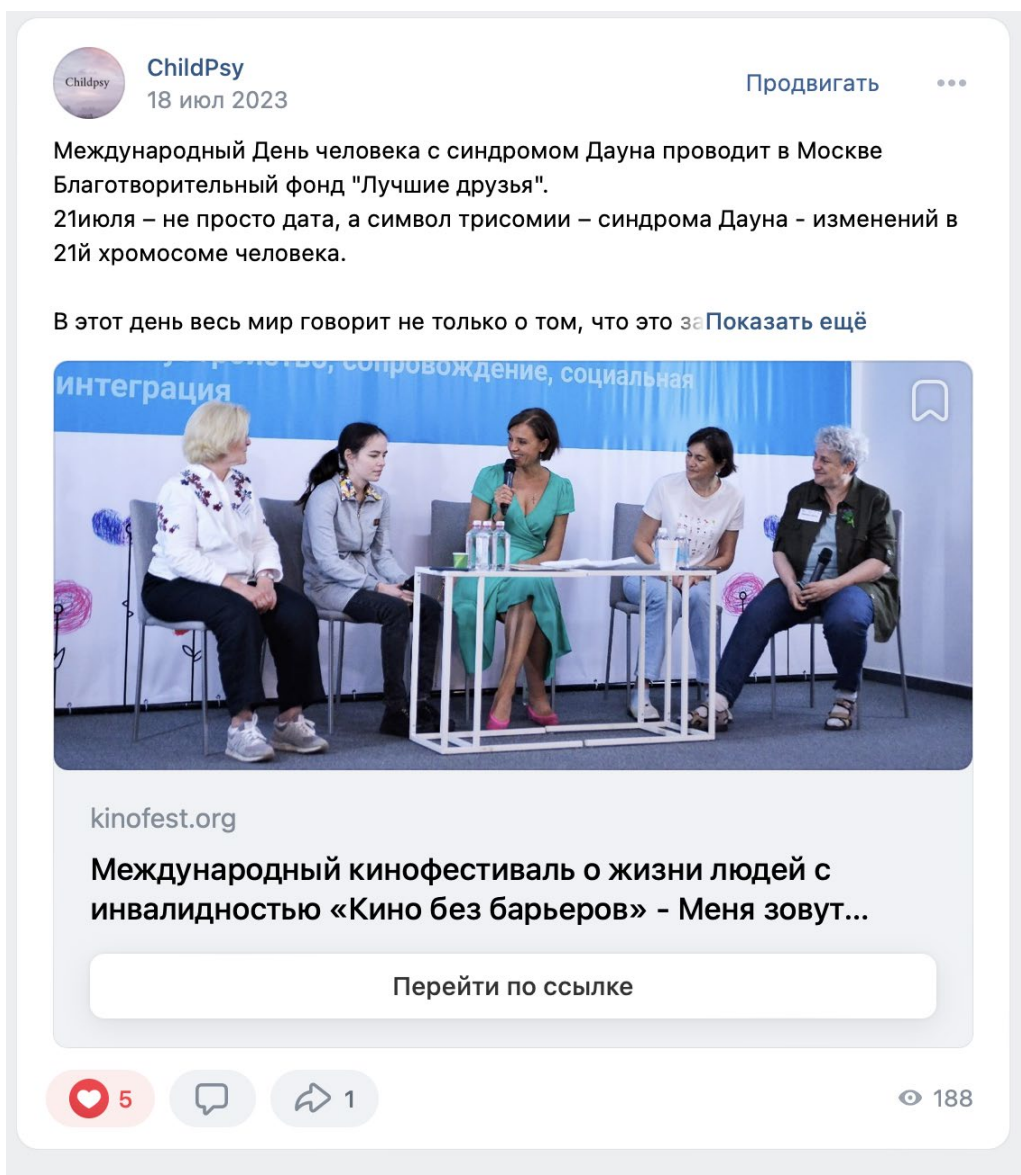 Childpsy
ChildPsy
18 июл 2023
Продвигать
Международный День человека с синдромом Дауна проводит в Москве
Благотворительный фонд "Лучшие друзья".
21июля – не просто дата, а символ трисомии – синдрома Дауна - изменений в
21й хромосоме человека.
В этот день весь мир говорит не только о том, что это за Показать ещё
сопровождение, социальная
интеграция
kinofest.org
Международный кинофестиваль о жизни людей с
инвалидностью «Кино без барьеров» - Меня зовут...
Перейти по ссылке
5
1
188